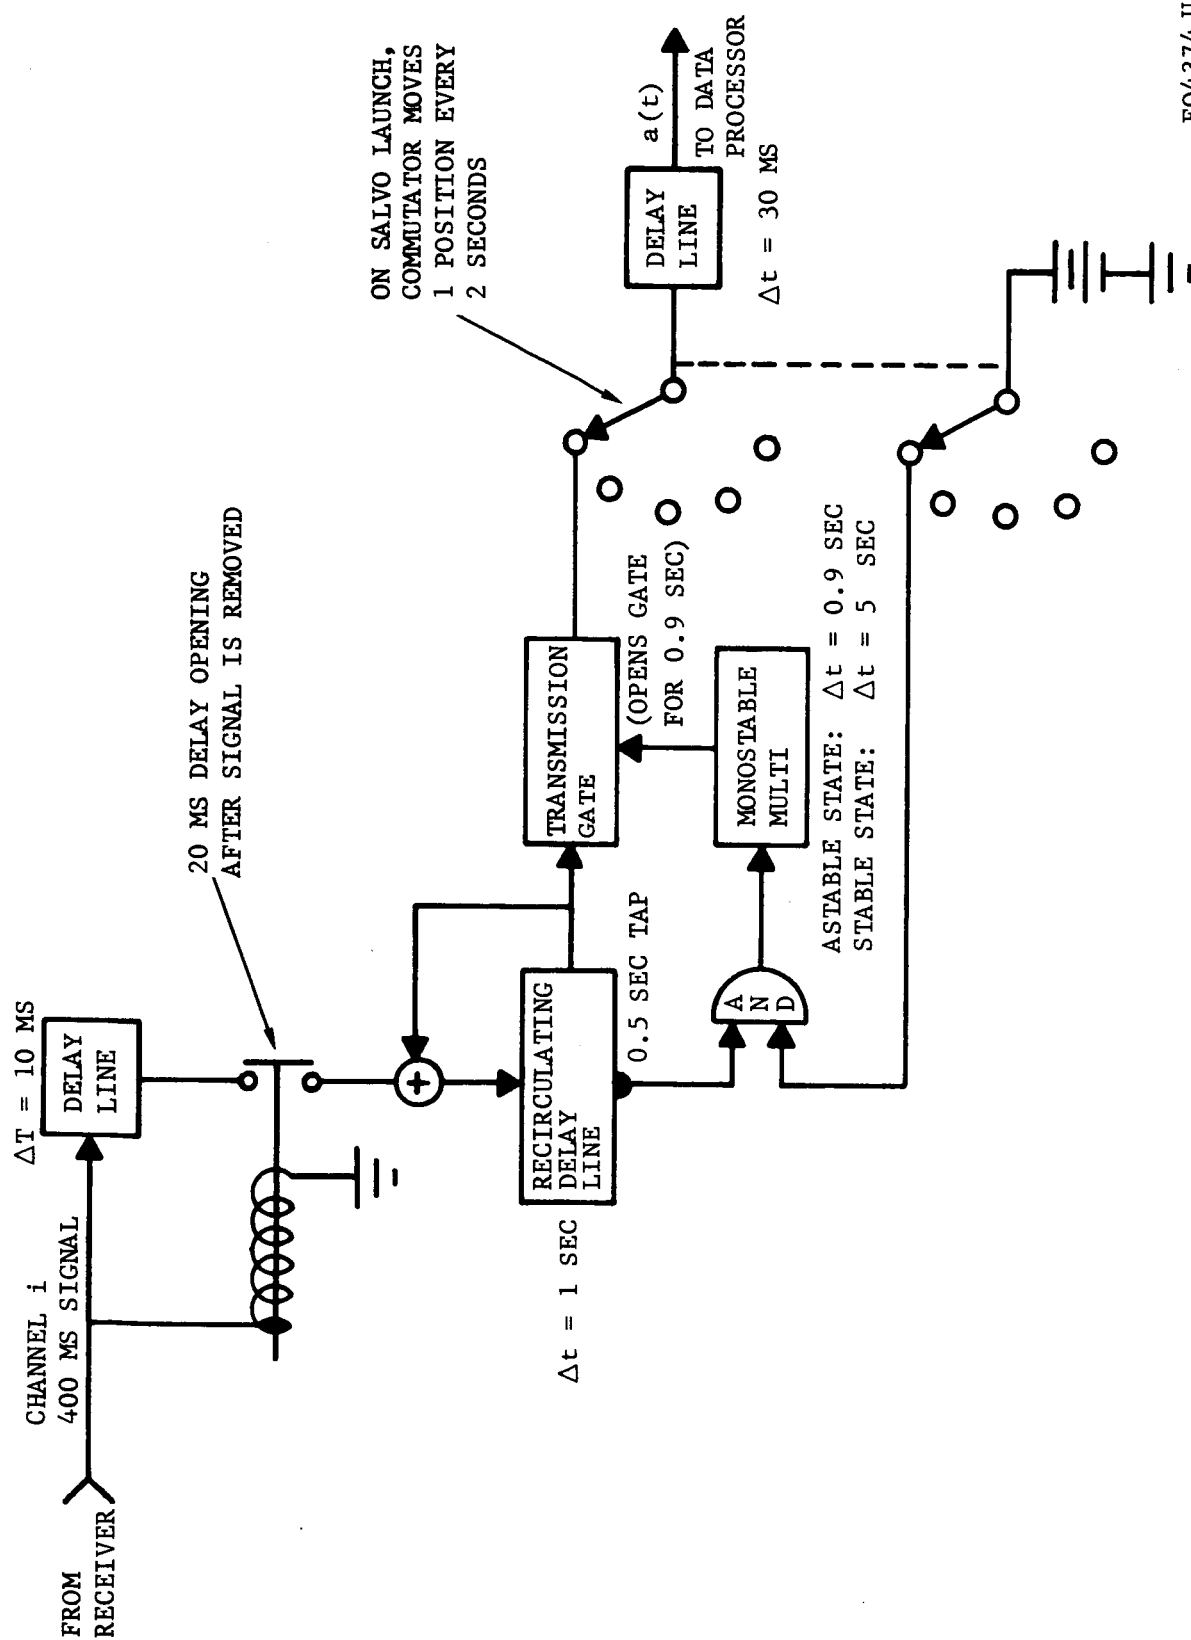 FROM
RECEIVER
CHANNEL i
400 MS SIGNAL
ΔT = 10 MS
DELAY
LINE
20 MS DELAY OPENING
AFTER SIGNAL IS REMOVED
+
Δt = 1 SEC
RECIRCULATING
DELAY
LINE
0.5 SEC TAP
TRANSMISSION
GATE
(OPENS GATE
FOR 0.9 SEC)
AND
MONOSTABLE
MULTI
ASTABLE STATE: Δt = 0.9 SEC
STABLE STATE: Δt = 5 SEC
ON SALVO LAUNCH,
COMMUTATOR MOVES
1 POSITION EVERY
2 SECONDS
DELAY
LINE
a(t)
TO DATA
PROCESSOR
Δt = 30 MS